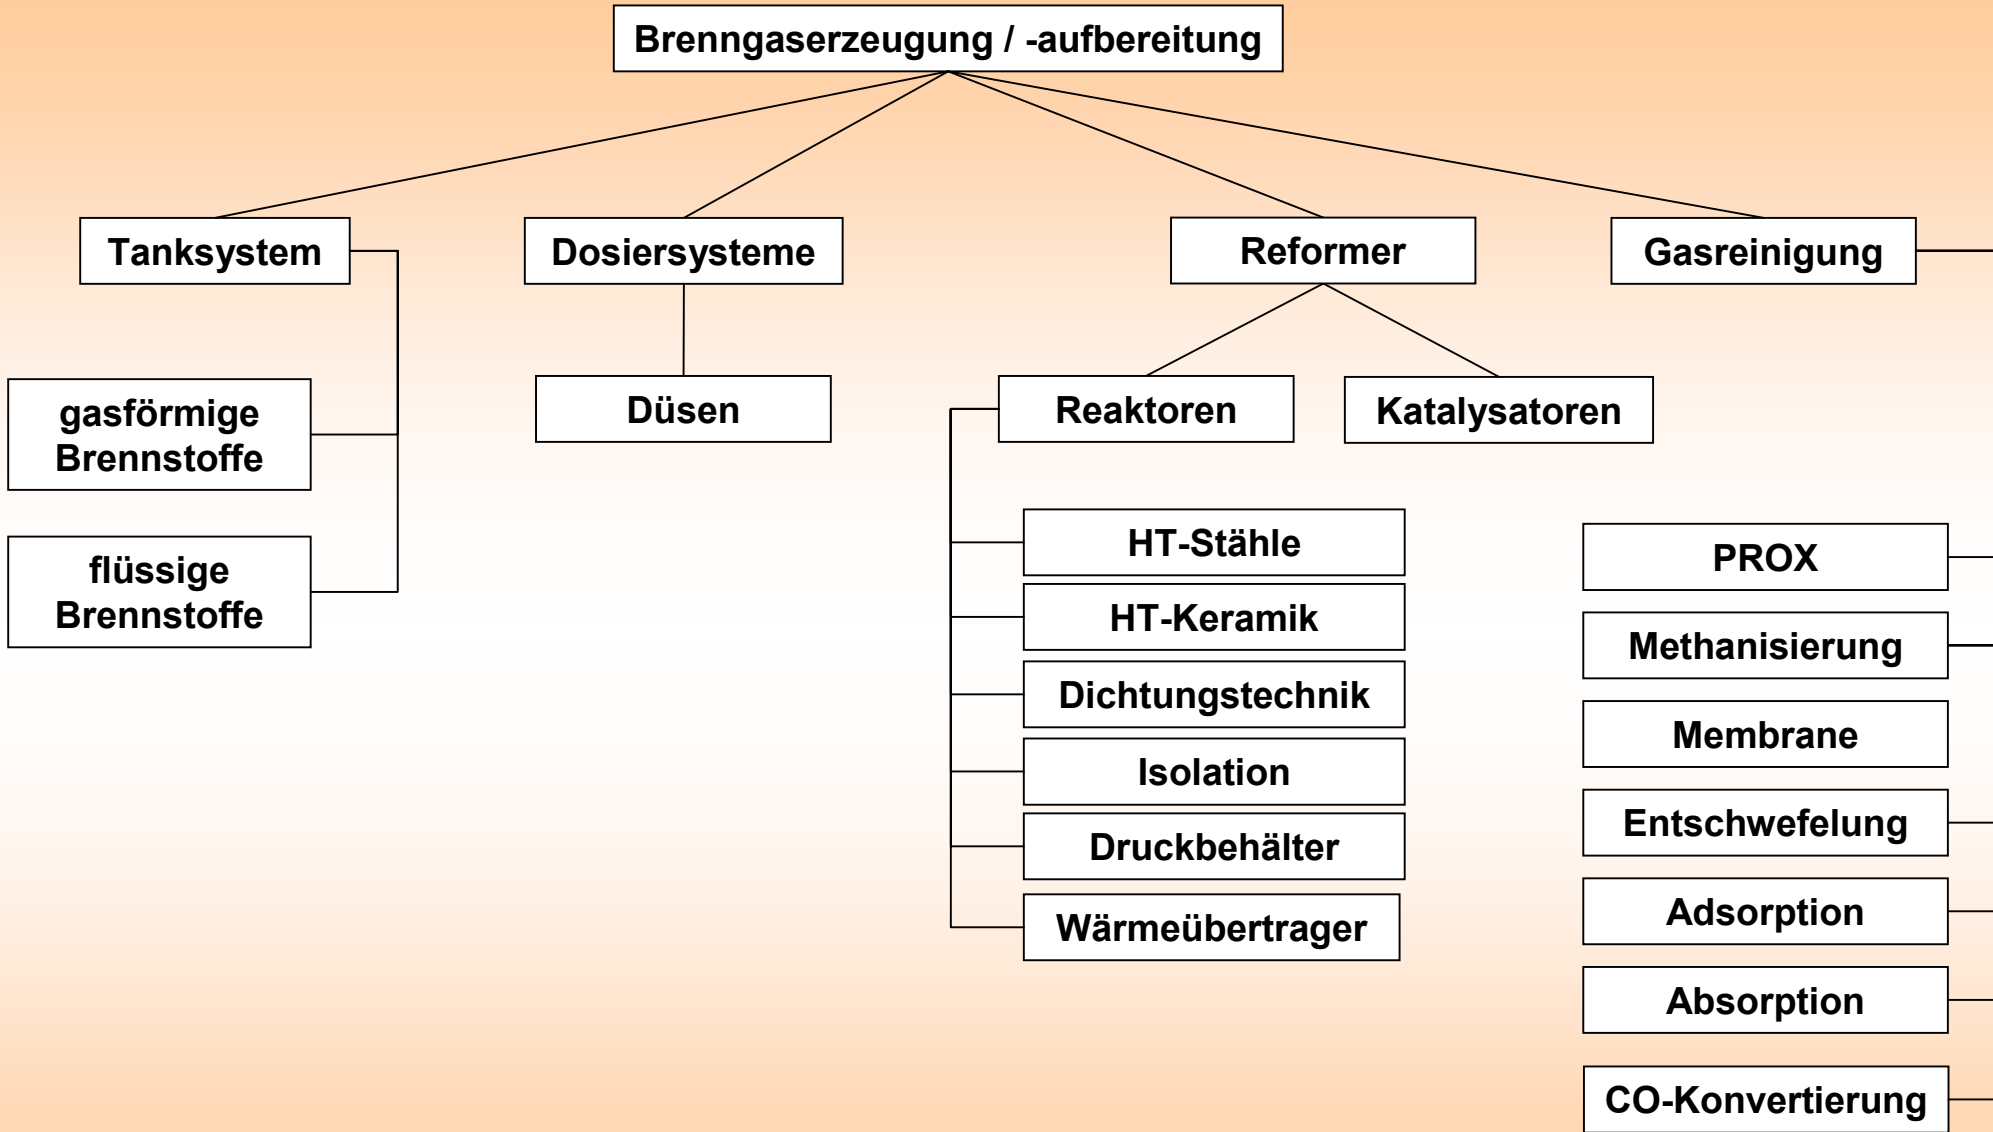 Brenngaserzeugung / -aufbereitung
Tanksystem
Dosiersysteme
Reformer
Gasreinigung
gasförmige
Brennstoffe
flüssige
Brennstoffe
Düsen
Reaktoren
Katalysatoren
HT-Stähle
HT-Keramik
Dichtungstechnik
Isolation
Druckbehälter
Wärmeübertrager
PROX
Methanisierung
Membrane
Entschwefelung
Adsorption
Absorption
CO-Konvertierung